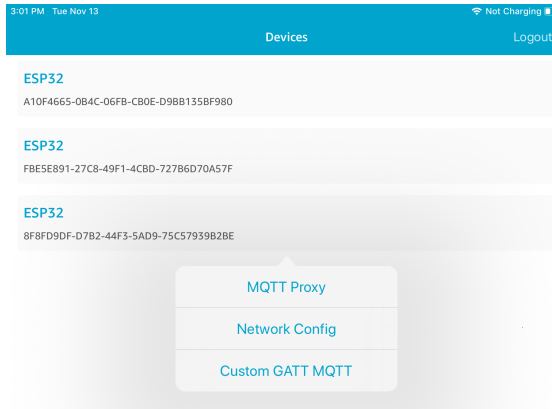 3:01 PM Tue Nov 13 Not Charging
Devices Logout
ESP32
A10F4665-0B4C-06FB-CB0E-D9BB135BF980
ESP32
FBE5E891-27C8-49F1-4CBD-727B6D70A57F
ESP32
8F8FD9DF-D7B2-44F3-5AD9-75C57939B2BE
MQTT Proxy
Network Config
Custom GATT MQTT